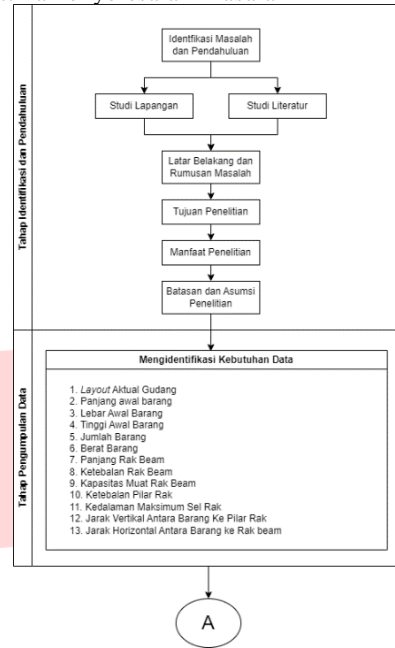 Tahap Identifikasi dan Pendahuluan
Identfikasi Masalah
dan Pendahuluan
Studi Lapangan
Studi Literatur
Latar Belakang dan
Rumusan Masalah
Tujuan Penelitian
Manfaat Penelitian
Batasan dan Asumsi
Penelitian
Tahap Pengumpulan Data
Mengidentifikasi Kebutuhan Data
1. Layout Aktual Gudang
2. Panjang awal barang
3. Lebar Awal Barang
4. Tinggi Awal Barang
5. Jumlah Barang
6. Berat Barang
7. Panjang Rak Beam
8. Ketebalan Rak Beam
9. Kapasitas Muat Rak Beam
10. Ketebalan Pilar Rak
11. Kedalaman Maksimum Sel Rak
12. Jarak Vertikal Antara Barang Ke Pilar Rak
13. Jarak Horizontal Antara Barang ke Rak beam
A